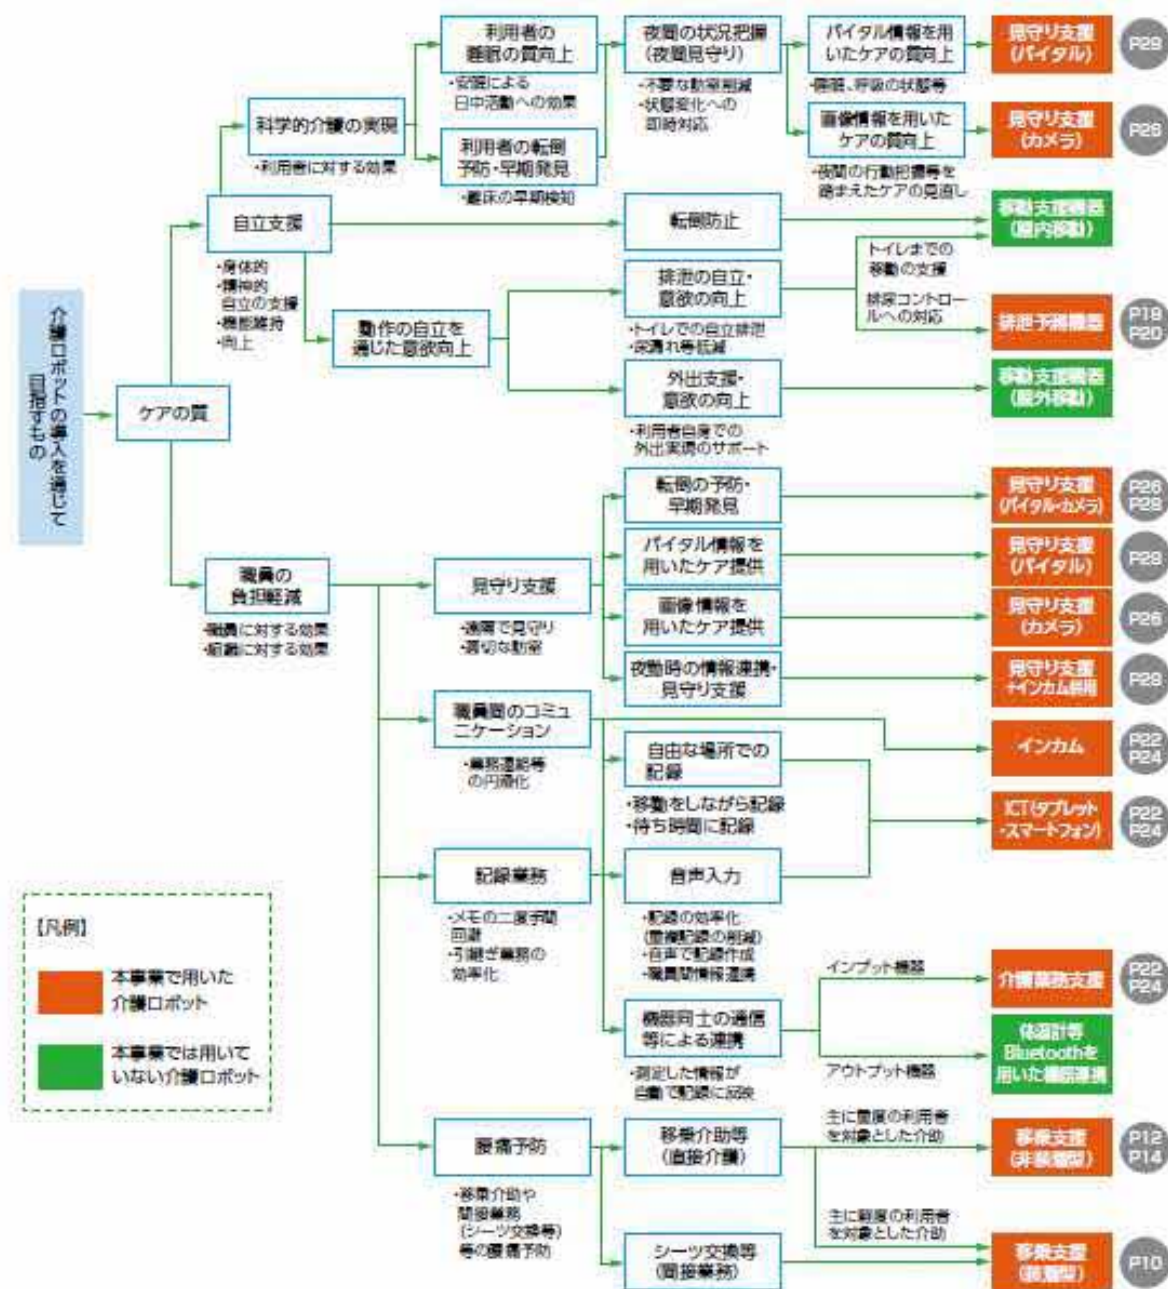 介護ロボットの導入を通じて
目指すもの
ケアの質
自立支援
・身体的
・精神的
自立の支援
・機能維持
・向上
科学的介護の実現
・利用者に対する効果
利用者の
睡眠の質向上
・安眠による
日中活動への効果
利用者の転倒
予防・早期発見
・離床の早期検知
夜間の状況把握
(夜間見守り)
・不要な訪室削減
・状態変化への
即時対応
バイタル情報を用
いたケアの質向上
・睡眠、呼吸の状態等
画像情報を用いた
ケアの質向上
・夜間の行動把握等を
踏まえたケアの見直し
見守り支援
(バイタル)
見守り支援
(カメラ)
転倒防止
移動支援機器
(屋内移動)
動作の自立を
通じた意欲向上
排泄の自立・
意欲の向上
・トイレでの自立排泄
・尿漏れ等低減
トイレまでの
移動の支援
排尿コントロー
ルへの対応
排泄予測機器
P18
P20
外出支援・
意欲の向上
・利用者自身での
外出実現のサポート
移動支援機器
(屋外移動)
職員の
負担軽減
・職員に対する効果
・組織に対する効果
見守り支援
・遠隔で見守り
・適切な訪室
転倒の予防・
早期発見
見守り支援
(バイタル・カメラ)
P26
P28
バイタル情報を
用いたケア提供
見守り支援
(バイタル)
P28
画像情報を
用いたケア提供
見守り支援
(カメラ)
P26
夜勤時の情報連携・
見守り支援
見守り支援
+インカム併用
P28
職員間のコミュ
ニケーション
・業務連絡等
の円滑化
インカム
P22
P24
自由な場所での
記録
・移動をしながら記録
・待ち時間に記録
ICT(タブレット
・スマートフォン)
P22
P24
記録業務
・メモの二度手間
回避
・引継ぎ業務の
効率化
音声入力
・記録の効率化
(重複記録の削減)
・音声で記録作成
・職員間情報連携
機器同士の通信
等による連携
・測定した情報が
自動で記録に反映
インプット機器
介護業務支援
P22
P24
アウトプット機器
体温計等
Bluetoothを
用いた機器連携
腰痛予防
・移乗介助や
間接業務
(シーツ交換等)
等の腰痛予防
移乗介助等
(直接介護)
主に重度の利用者
を対象とした介助
移乗支援
(非装着型)
P12
P14
主に軽度の利用者
を対象とした介助
シーツ交換等
(間接業務)
移乗支援
(装着型)
P10
【凡例】
本事業で用いた
介護ロボット
本事業では用いて
いない介護ロボット